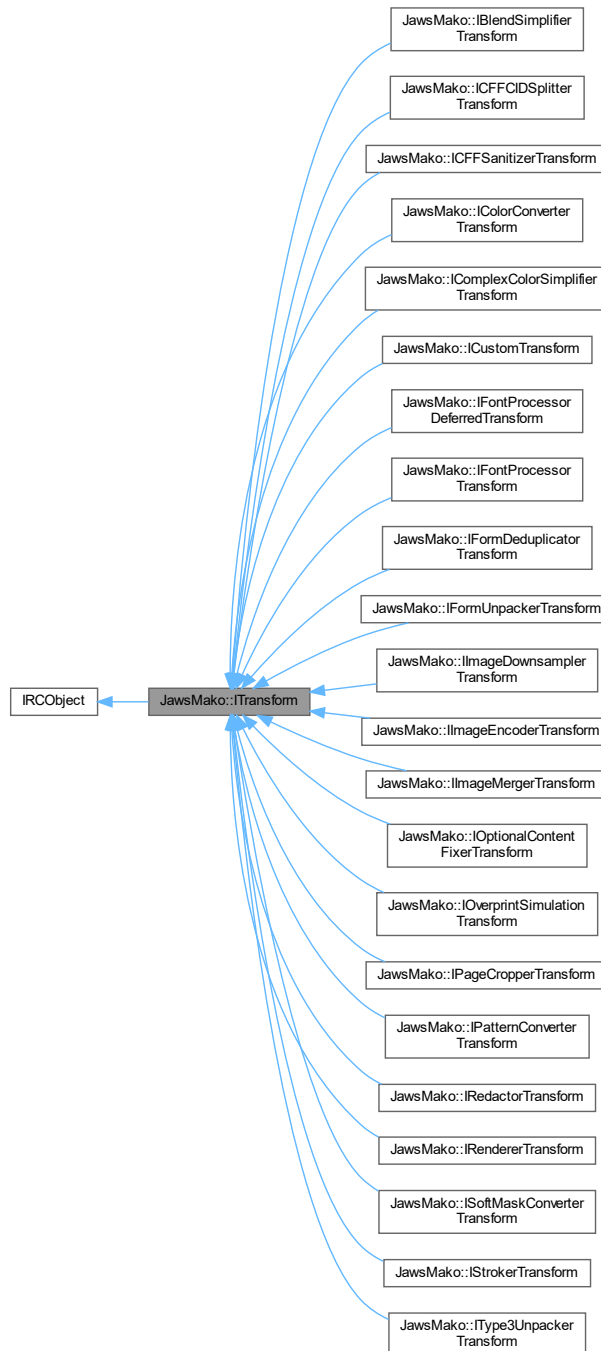 JawsMako::IBlendSimplifier
Transform
JawsMako::ICFFCIDSplitter
Transform
JawsMako::ICFFSanitizerTransform
JawsMako::IColorConverter
Transform
JawsMako::IComplexColorSimplifier
Transform
JawsMako::ICustomTransform
JawsMako::IFontProcessor
DeferredTransform
JawsMako::IFontProcessor
Transform
JawsMako::IFormDeduplicator
Transform
JawsMako::IFormUnpackerTransform
JawsMako::IImageDownsampler
Transform
IRCObject
JawsMako::ITransform
JawsMako::IImageEncoderTransform
JawsMako::IImageMergerTransform
JawsMako::IOptionalContent
FixerTransform
JawsMako::IOverprintSimulation
Transform
JawsMako::IPageCropperTransform
JawsMako::IPatternConverter
Transform
JawsMako::IRedactorTransform
JawsMako::IRendererTransform
JawsMako::ISoftMaskConverter
Transform
JawsMako::IStrokerTransform
JawsMako::IType3Unpacker
Transform